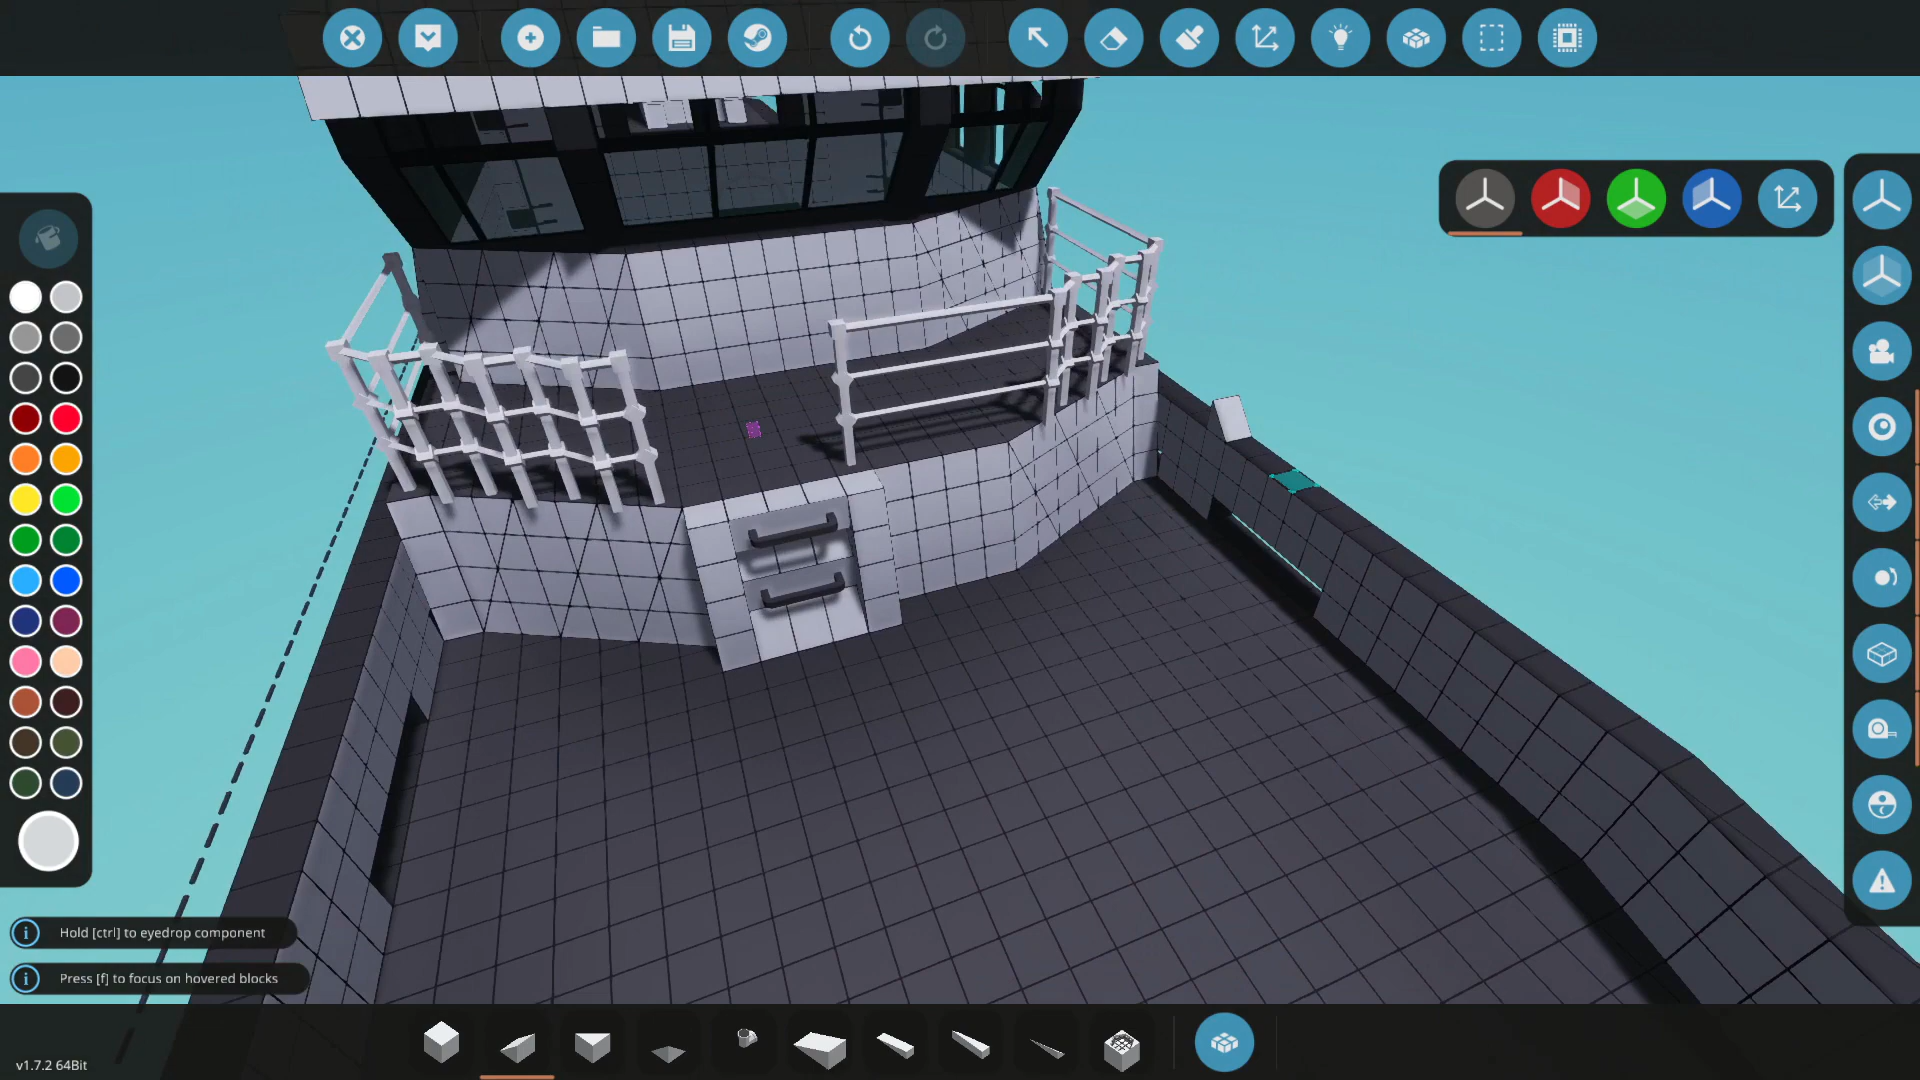 Hold [ctrl] to eyedrop component
Press [f] to focus on hovered blocks
v1.7.2 64Bit